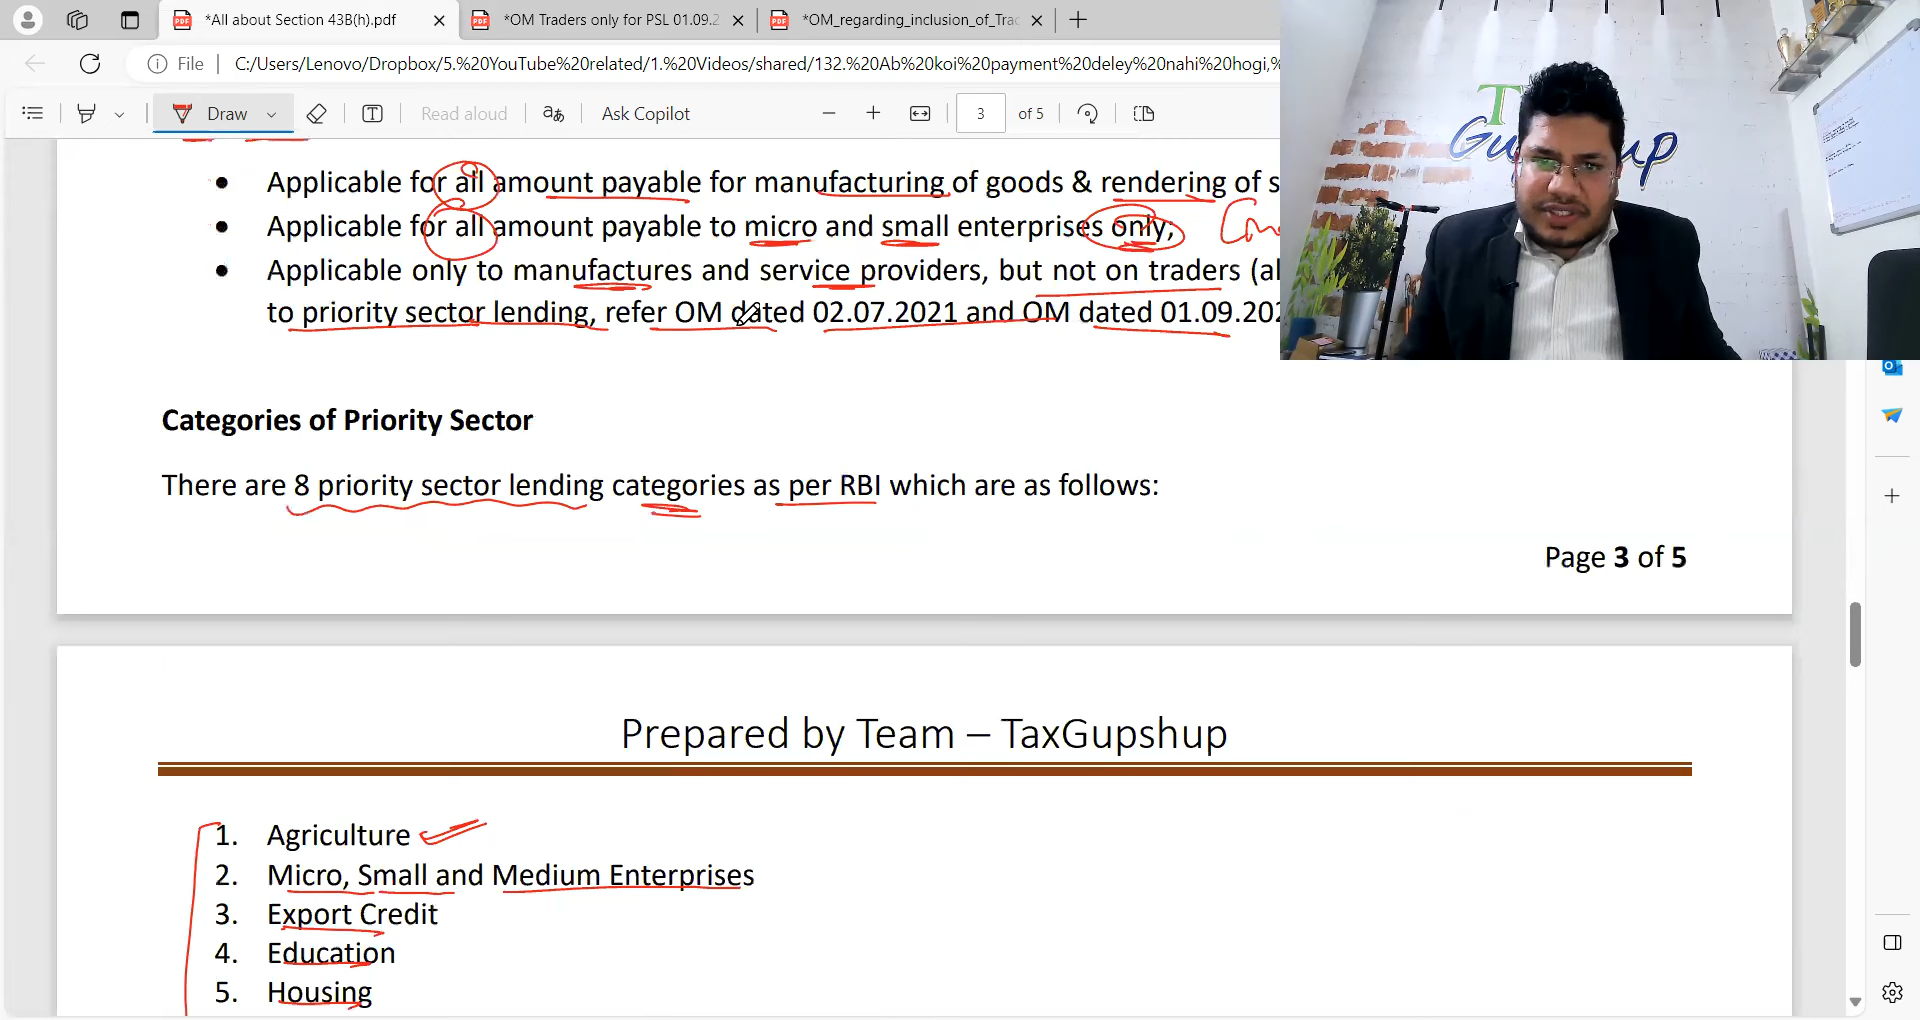 *All about Section 43B(h).pdf
*OM Traders only for PSL 01.09.2
*OM_regarding_inclusion_of_Trac
File C:/Users/Lenovo/Dropbox/5.%20YouTube%20related/1.%20Videos/shared/132.%20Ab%20koi%20payment%20deley%20nahi%20hogi,%
Draw Read aloud Ask Copilot 3 of 5
• Applicable for all amount payable for manufacturing of goods & rendering of s
• Applicable for all amount payable to micro and small enterprises only;
• Applicable only to manufactures and service providers, but not on traders (al
to priority sector lending, refer OM dated 02.07.2021 and OM dated 01.09.202
Categories of Priority Sector
There are 8 priority sector lending categories as per RBI which are as follows:
Page 3 of 5
Prepared by Team – TaxGupshup
1. Agriculture
2. Micro, Small and Medium Enterprises
3. Export Credit
4. Education
5. Housing